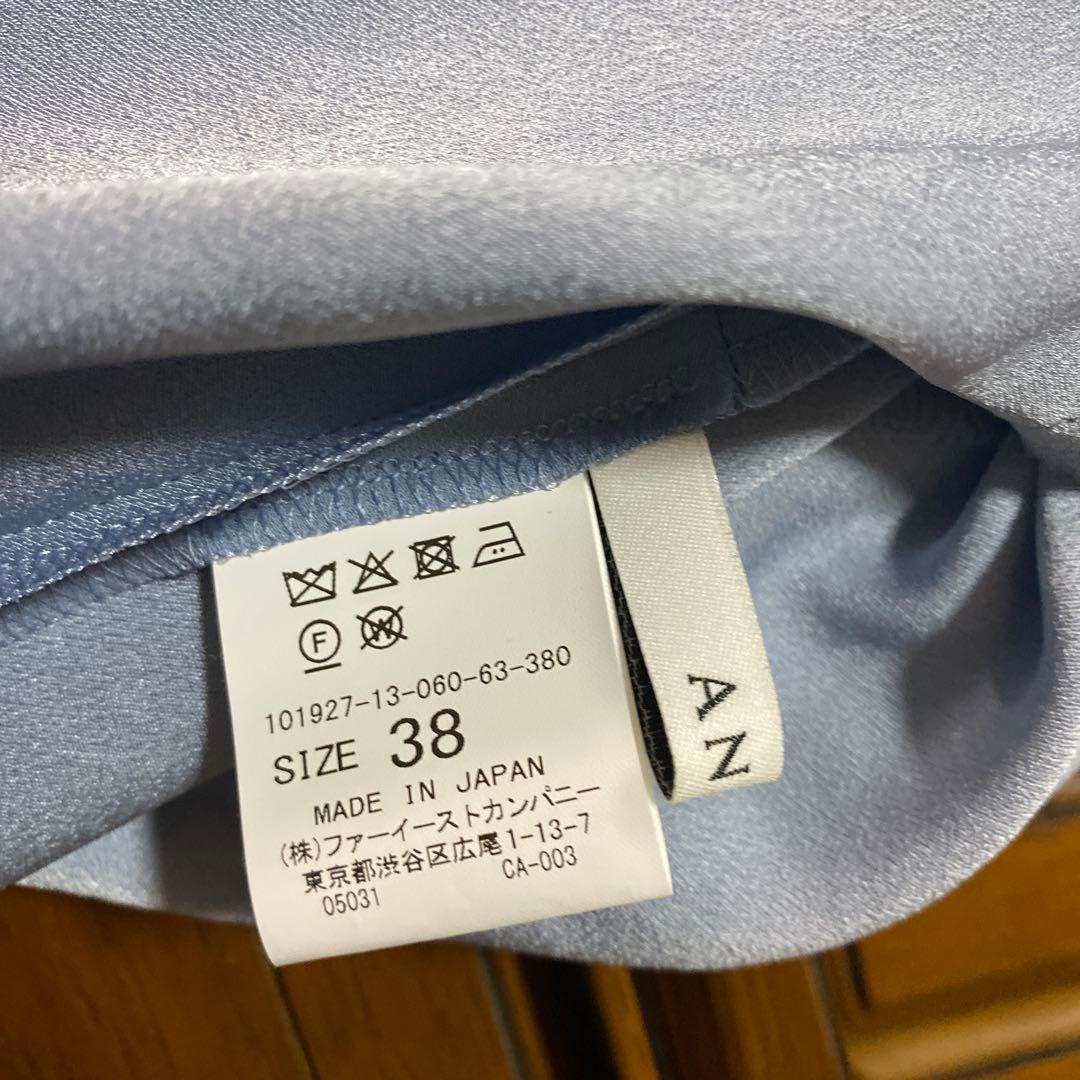 F
W
101927-13-060-63-380
SIZE 38
MADE IN JAPAN
(株)ファーイーストカンパニー
東京都渋谷区広尾1-13-7
05031 CA-003
AN